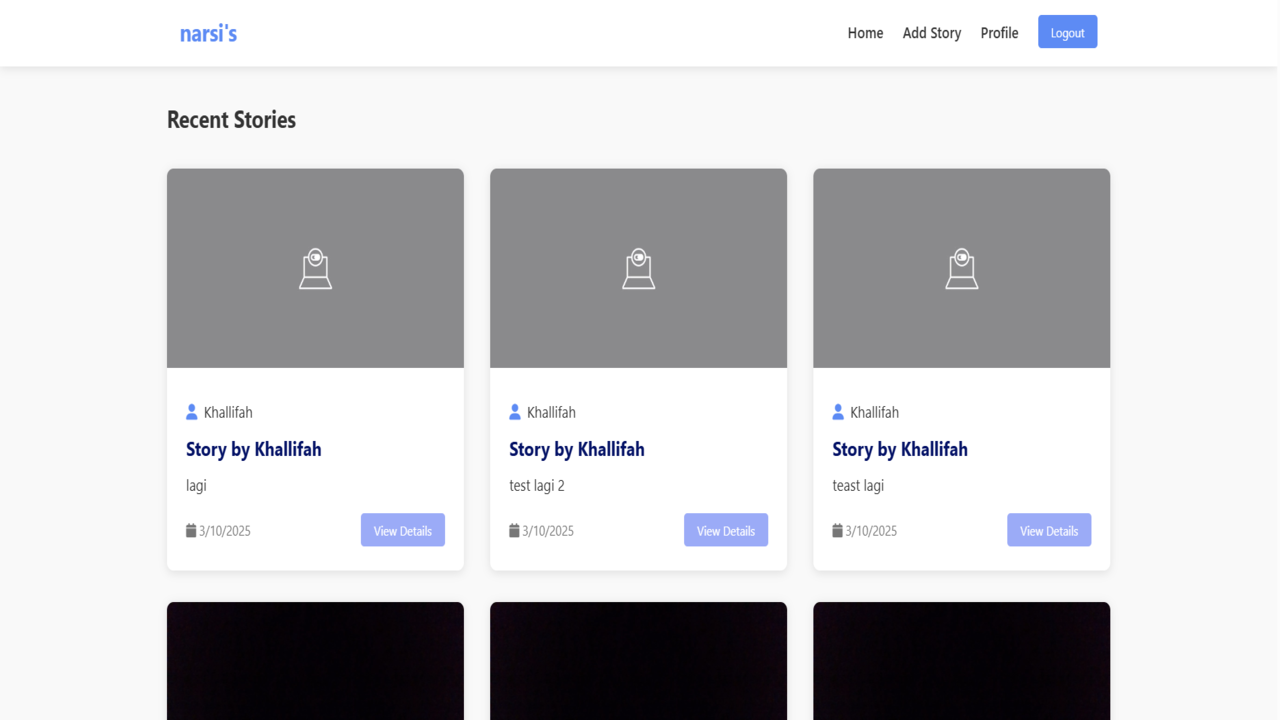 narsi's
Home Add Story Profile Logout
Recent Stories
Khallifah
Story by Khallifah
lagi
3/10/2025 View Details
Khallifah
Story by Khallifah
test lagi 2
3/10/2025 View Details
Khallifah
Story by Khallifah
teast lagi
3/10/2025 View Details